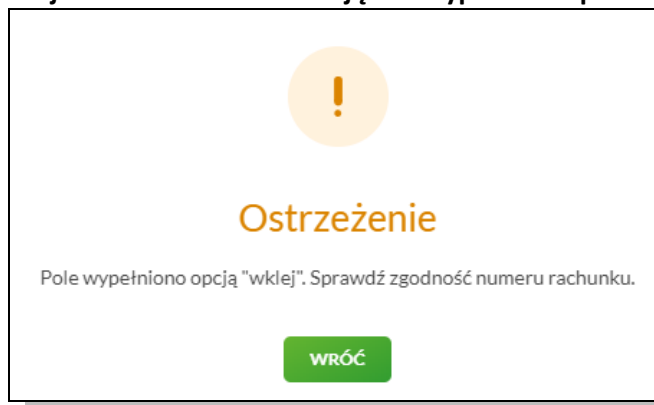 !
Ostrzeżenie
Pole wypełniono opcją "wklej". Sprawdź zgodność numeru rachunku.
WRÓĆ